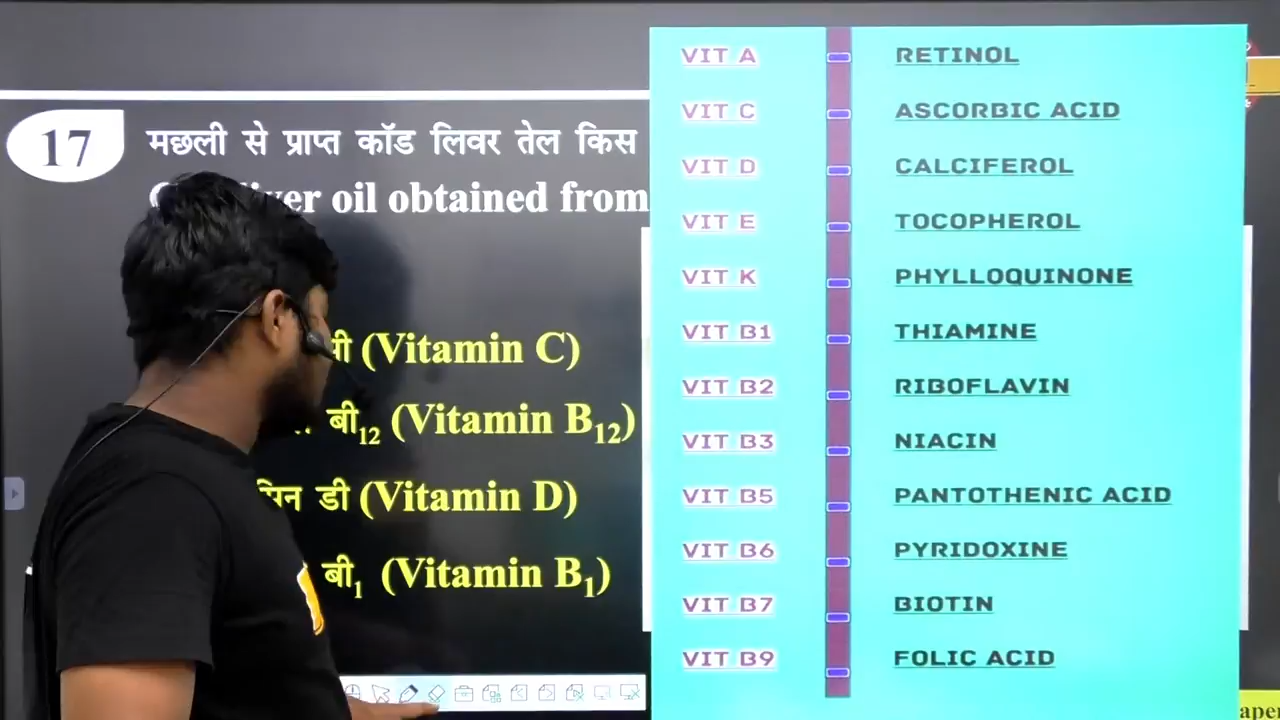 17
मछली से प्राप्त कॉड लिवर तेल किस
liver oil obtained from
(Vitamin C)
बी12 (Vitamin B12)
डी (Vitamin D)
बी1 (Vitamin B1)
VIT A RETINOL
VIT C ASCORBIC ACID
VIT D CALCIFEROL
VIT E TOCOPHEROL
VIT K PHYLLOQUINONE
VIT B1 THIAMINE
VIT B2 RIBOFLAVIN
VIT B3 NIACIN
VIT B5 PANTOTHENIC ACID
VIT B6 PYRIDOXINE
VIT B7 BIOTIN
VIT B9 FOLIC ACID